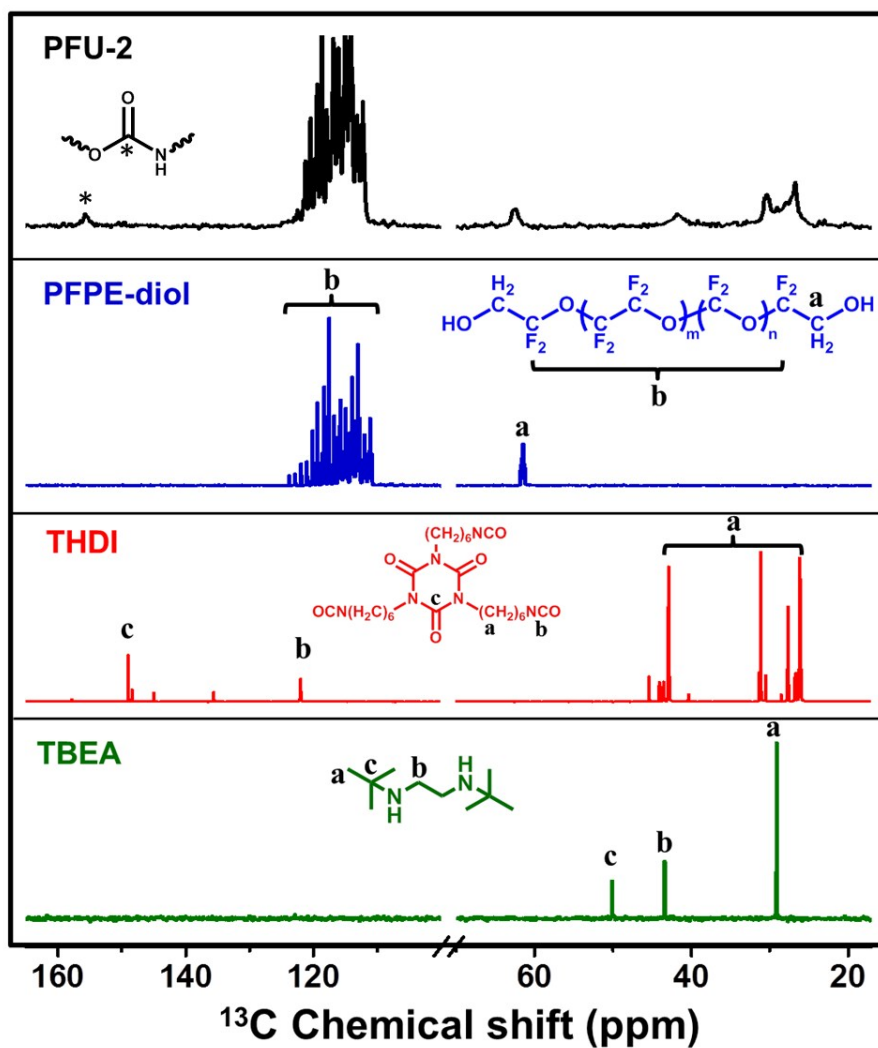 PFU-2
O
O
*
N
H
*
PFPE-diol
b
H₂
F₂
F₂
F₂
a
HO
O
O
O
O
OH
F₂
F₂
m
n
F₂
H₂
b
a
THDI
(CH₂)₆NCO
O
N
O
c
OCN(H₂C)₆
N
N
(CH₂)₆NCO
O
a
b
c
b
a
TBEA
H
a
c
b
N
N
H
c
b
a
160
140
120
60
40
20
¹³C Chemical shift (ppm)